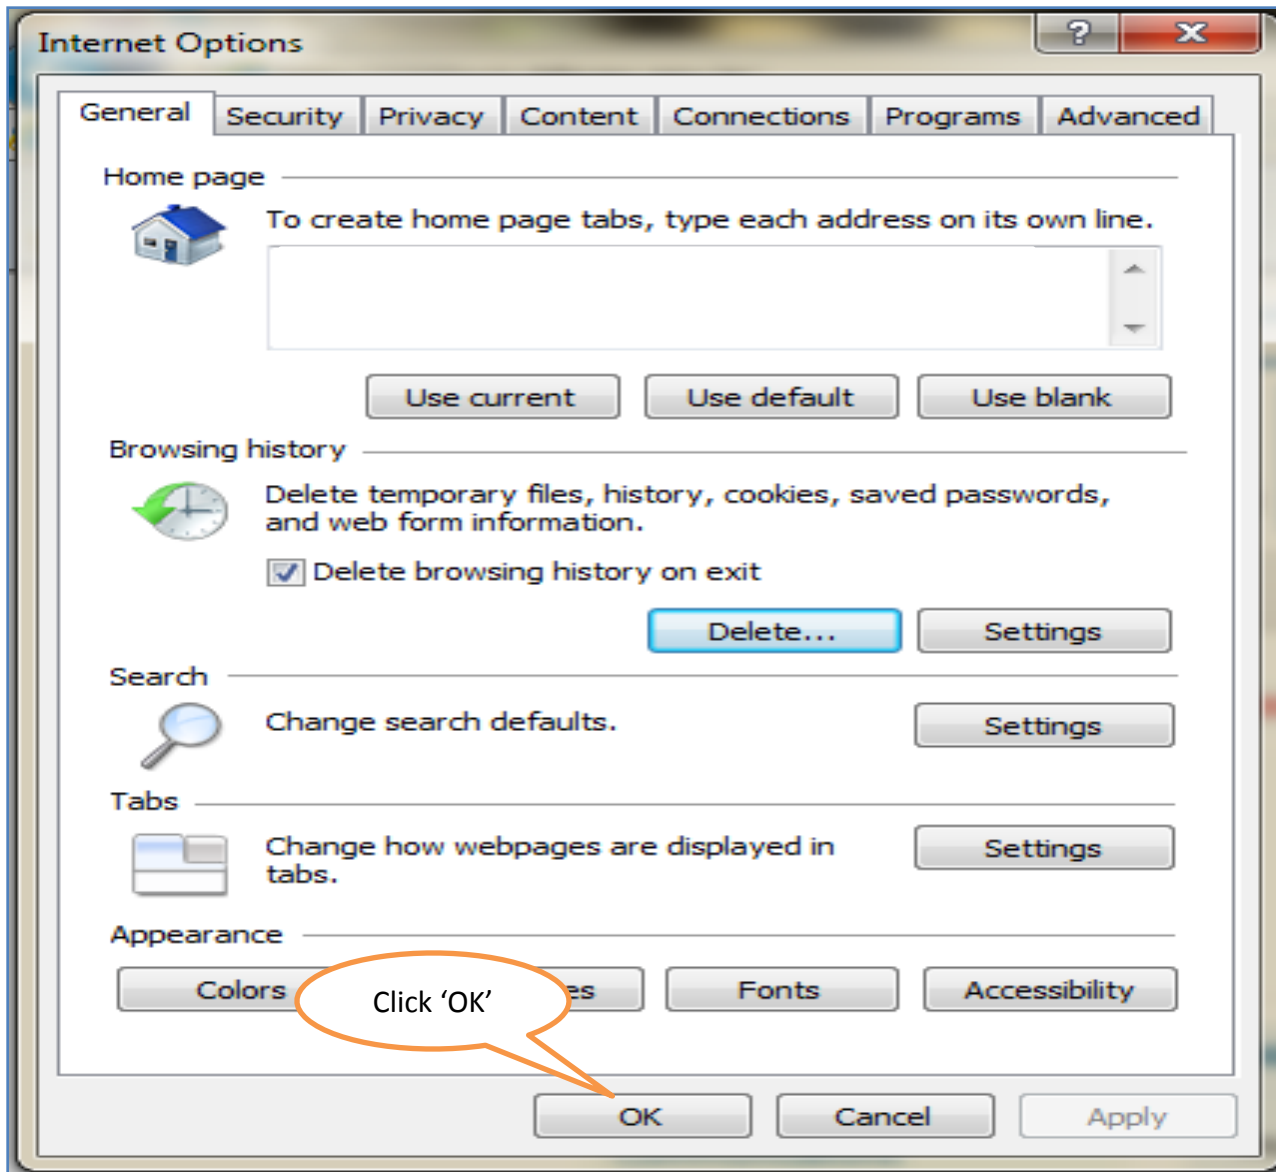 Internet Options
?
General Security Privacy Content Connections Programs Advanced
Home page
To create home page tabs, type each address on its own line.
Use current Use default Use blank
Browsing history
Delete temporary files, history, cookies, saved passwords,
and web form information.
Delete browsing history on exit
Delete... Settings
Search
Change search defaults. Settings
Tabs
Change how webpages are displayed in
tabs.
Settings
Appearance
Colors es Fonts Accessibility
Click ‘OK’
OK Cancel Apply